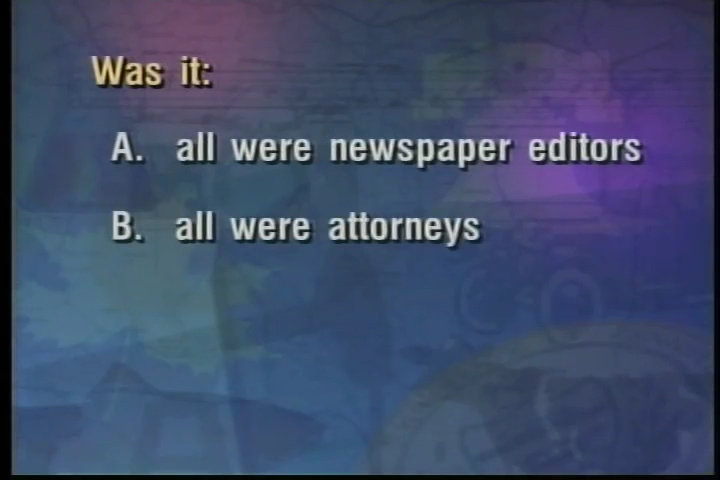 Was it:
A. all were newspaper editors
B. all were attorneys